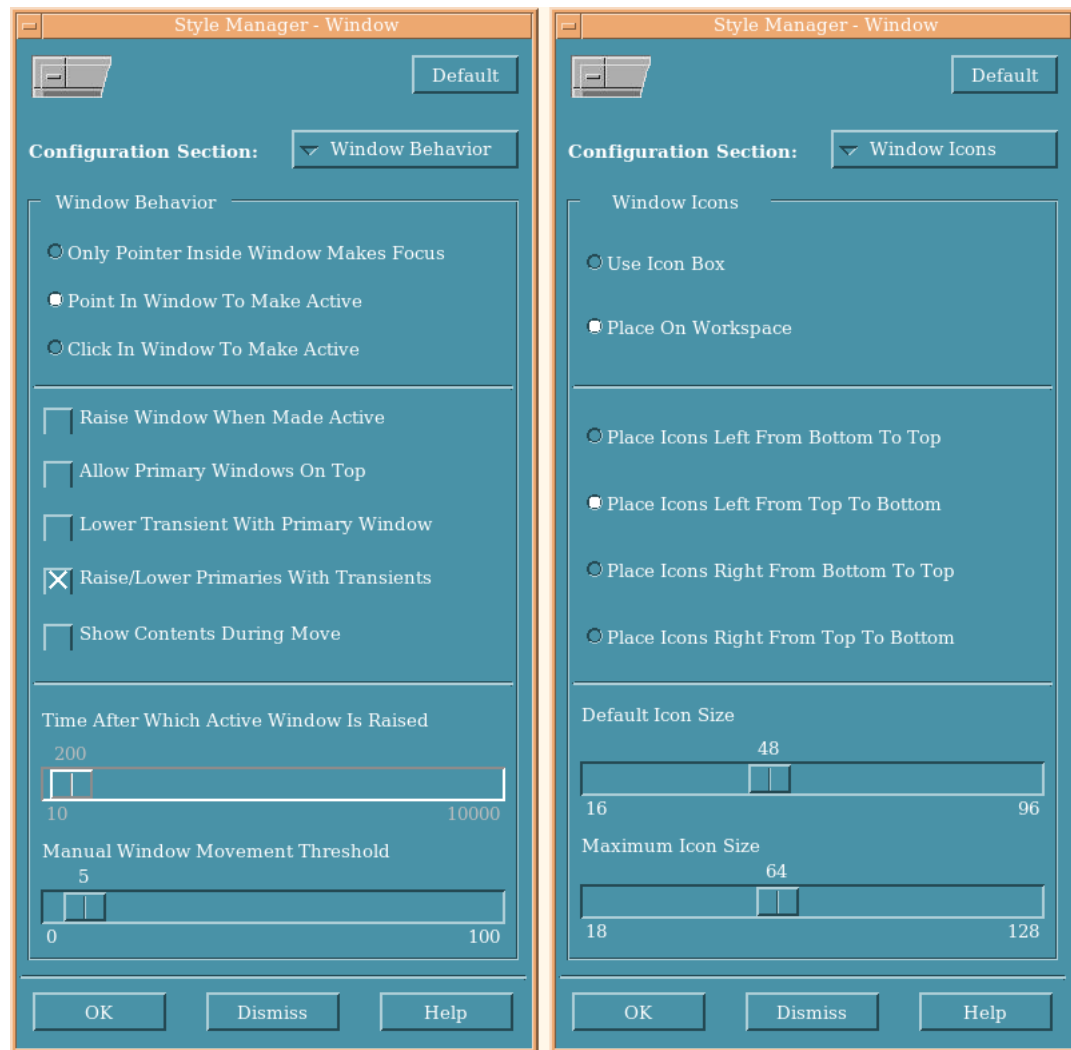 Style Manager - Window
Default
Configuration Section:
Window Behavior
Window Behavior
Only Pointer Inside Window Makes Focus
Point In Window To Make Active
Click In Window To Make Active
Raise Window When Made Active
Allow Primary Windows On Top
Lower Transient With Primary Window
Raise/Lower Primaries With Transients
Show Contents During Move
Time After Which Active Window Is Raised
200
10 10000
Manual Window Movement Threshold
5
0 100
OK Dismiss Help
Style Manager - Window
Default
Configuration Section:
Window Icons
Window Icons
Use Icon Box
Place On Workspace
Place Icons Left From Bottom To Top
Place Icons Left From Top To Bottom
Place Icons Right From Bottom To Top
Place Icons Right From Top To Bottom
Default Icon Size
48
16 96
Maximum Icon Size
64
18 128
OK Dismiss Help